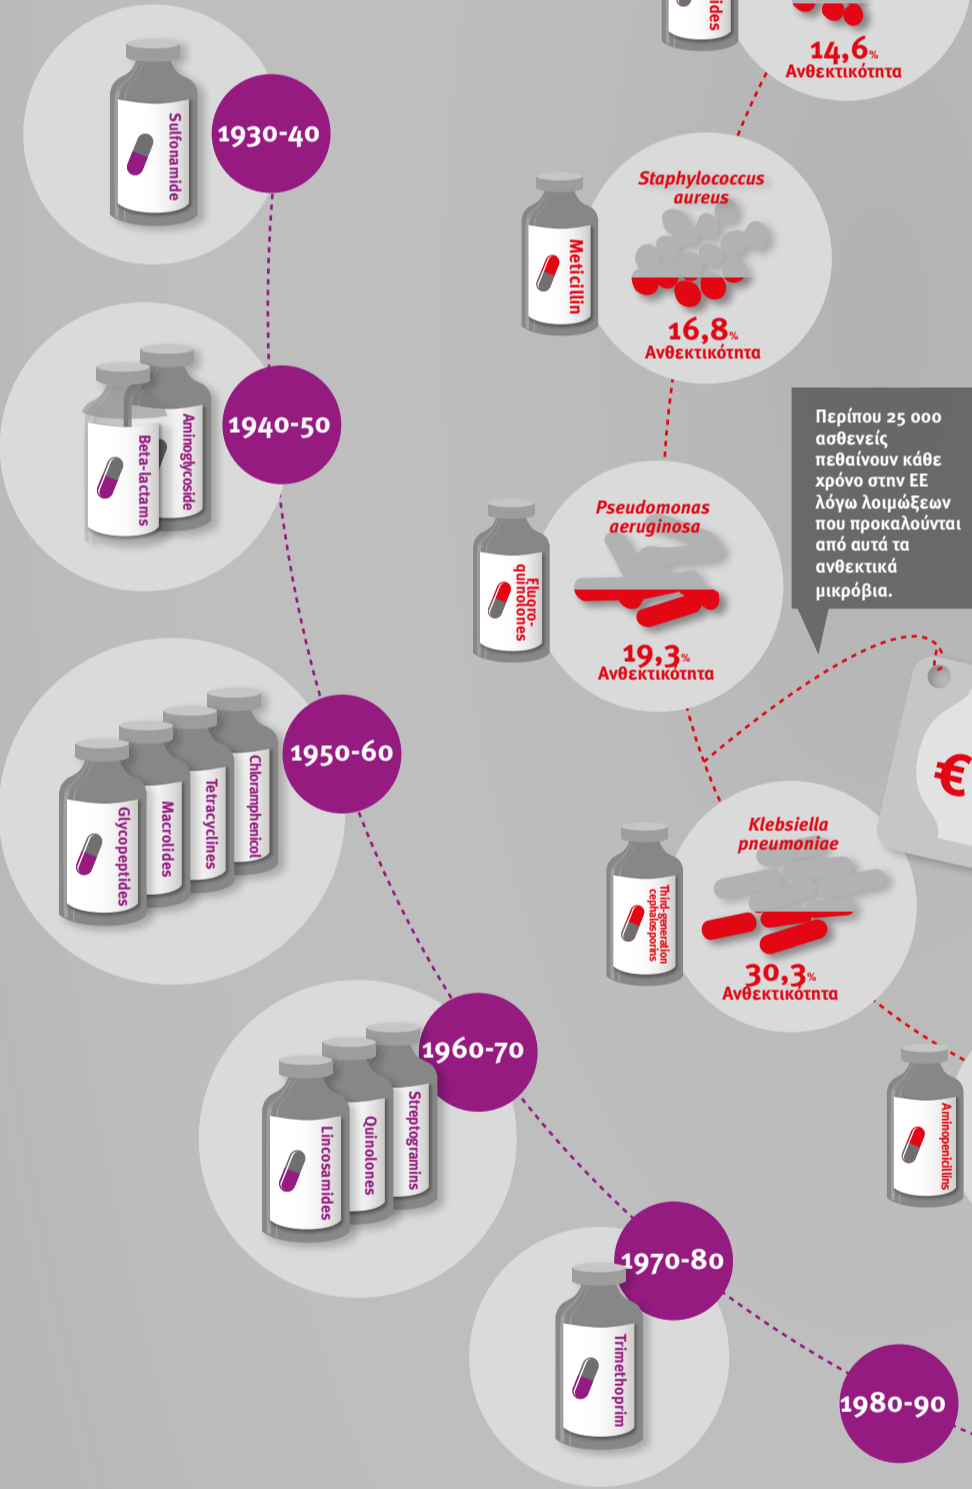 Sulfonamide
1930-40
Beta-lactams
Aminoglycoside
1940-50
Glycopeptides
Macrolides
Tetracyclines
Chloramphenicol
1950-60
Lincosamides
Quinolones
Streptogramins
1960-70
Trimethoprim
1970-80
1980-90
14,6%
Ανθεκτικότητα
Meticillin
Staphylococcus
aureus
16,8%
Ανθεκτικότητα
Fluoro-
quinolones
Pseudomonas
aeruginosa
19,3%
Ανθεκτικότητα
Περίπου 25 000
ασθενείς
πεθαίνουν κάθε
χρόνο στην ΕΕ
λόγω λοιμώξεων
που προκαλούνται
από αυτά τα
ανθεκτικά
μικρόβια.
€
Third-generation
cephalosporins
Klebsiella
pneumoniae
30,3%
Ανθεκτικότητα
Aminopenicillins